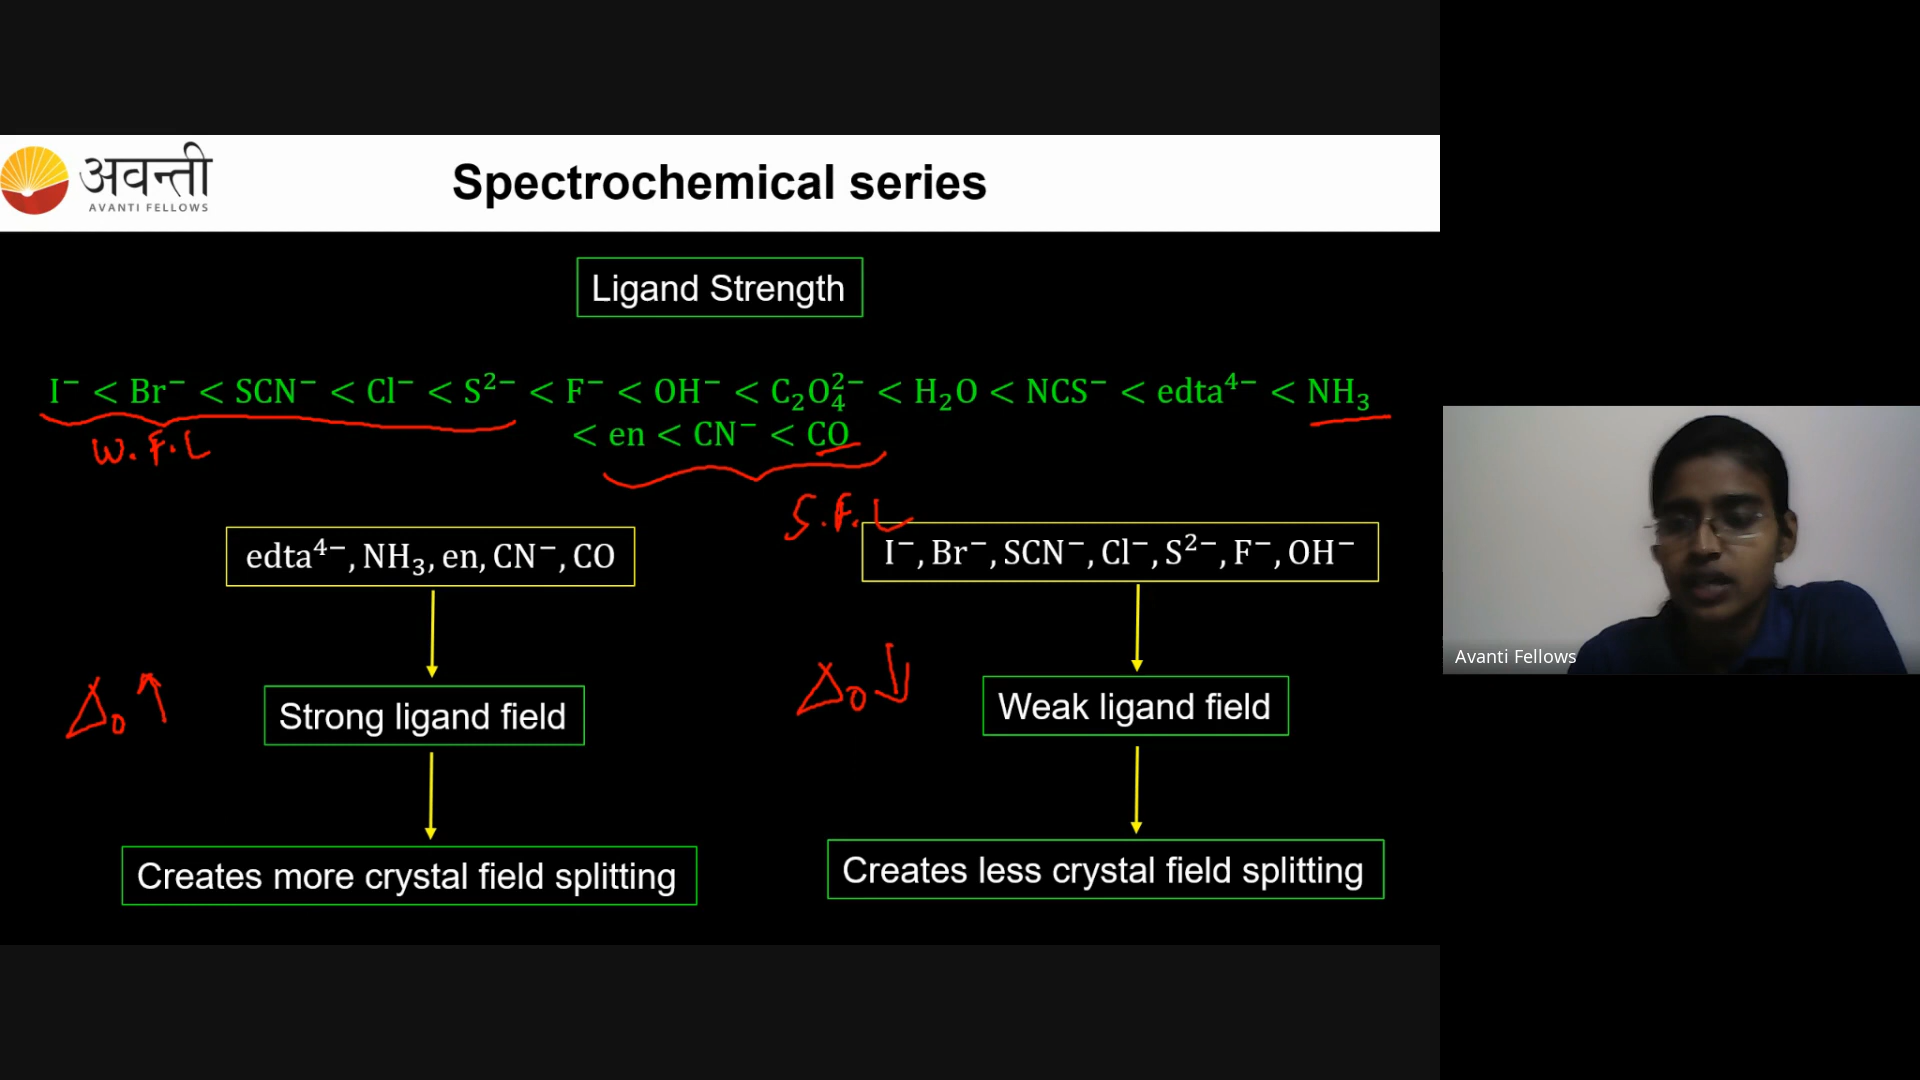 अवन्ती
AVANTI FELLOWS
Spectrochemical series
Ligand Strength
I⁻ < Br⁻ < SCN⁻ < Cl⁻ < S²⁻ < F⁻ < OH⁻ < C₂O₄²⁻ < H₂O < NCS⁻ < edta⁴⁻ < NH₃
< en < CN⁻ < CO
W.F.L
S.F.L
edta⁴⁻, NH₃, en, CN⁻, CO
I⁻, Br⁻, SCN⁻, Cl⁻, S²⁻, F⁻, OH⁻
Δ₀ ↑
Strong ligand field
Δ₀ ↓
Weak ligand field
Creates more crystal field splitting
Creates less crystal field splitting
Avanti Fellows